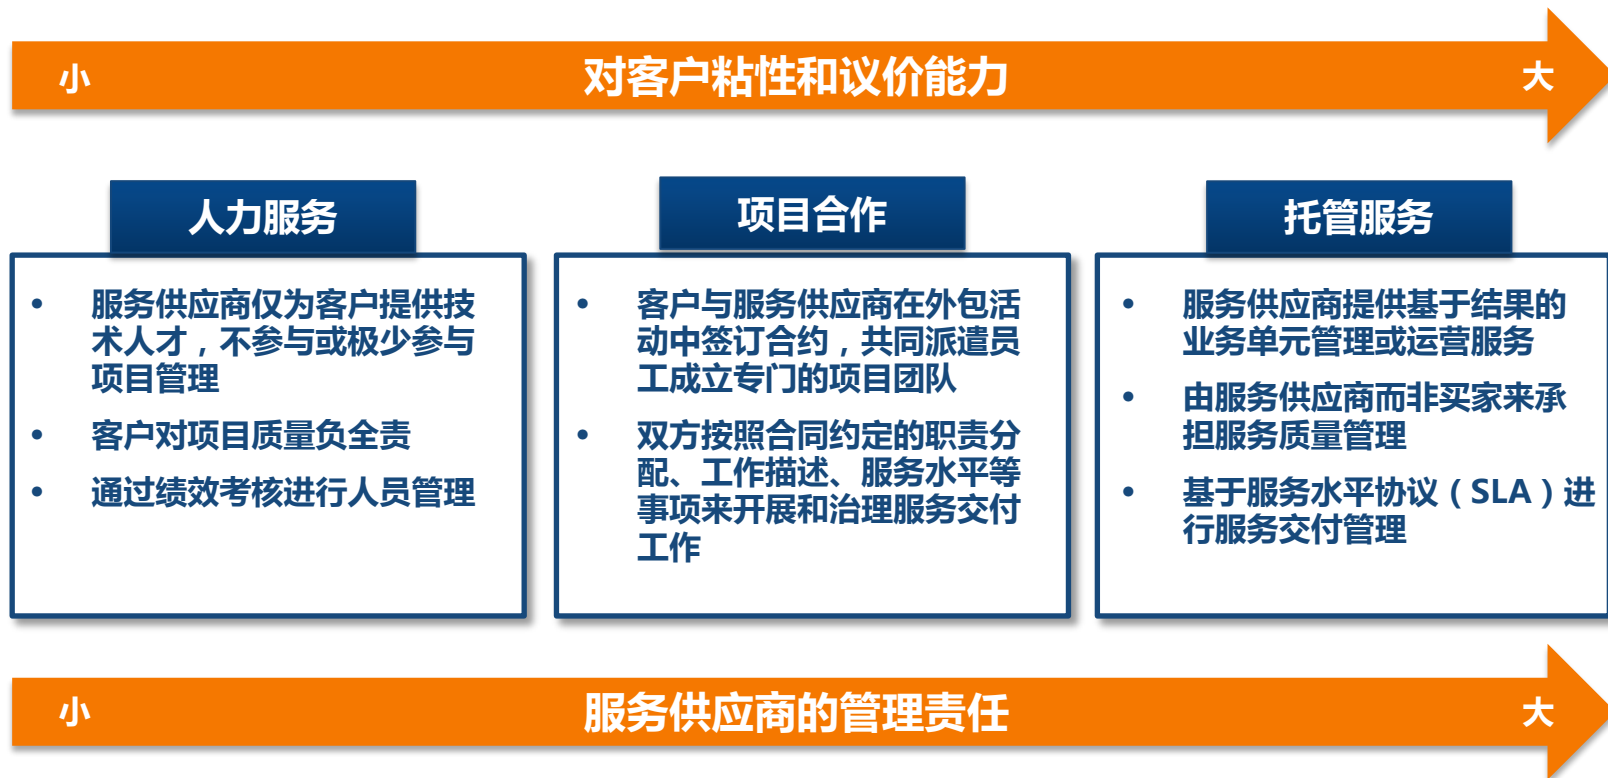 小 对客户粘性和议价能力 大
人力服务
• 服务供应商仅为客户提供技
术人才，不参与或极少参与
项目管理
• 客户对项目质量负全责
• 通过绩效考核进行人员管理
项目合作
• 客户与服务供应商在外包活
动中签订合约，共同派遣员
工成立专门的项目团队
• 双方按照合同约定的职责分
配、工作描述、服务水平等
事项来开展和治理服务交付
工作
托管服务
• 服务供应商提供基于结果的
业务单元管理或运营服务
• 由服务供应商而非买家来承
担服务质量管理
• 基于服务水平协议（SLA）进
行服务交付管理
小 服务供应商的管理责任 大